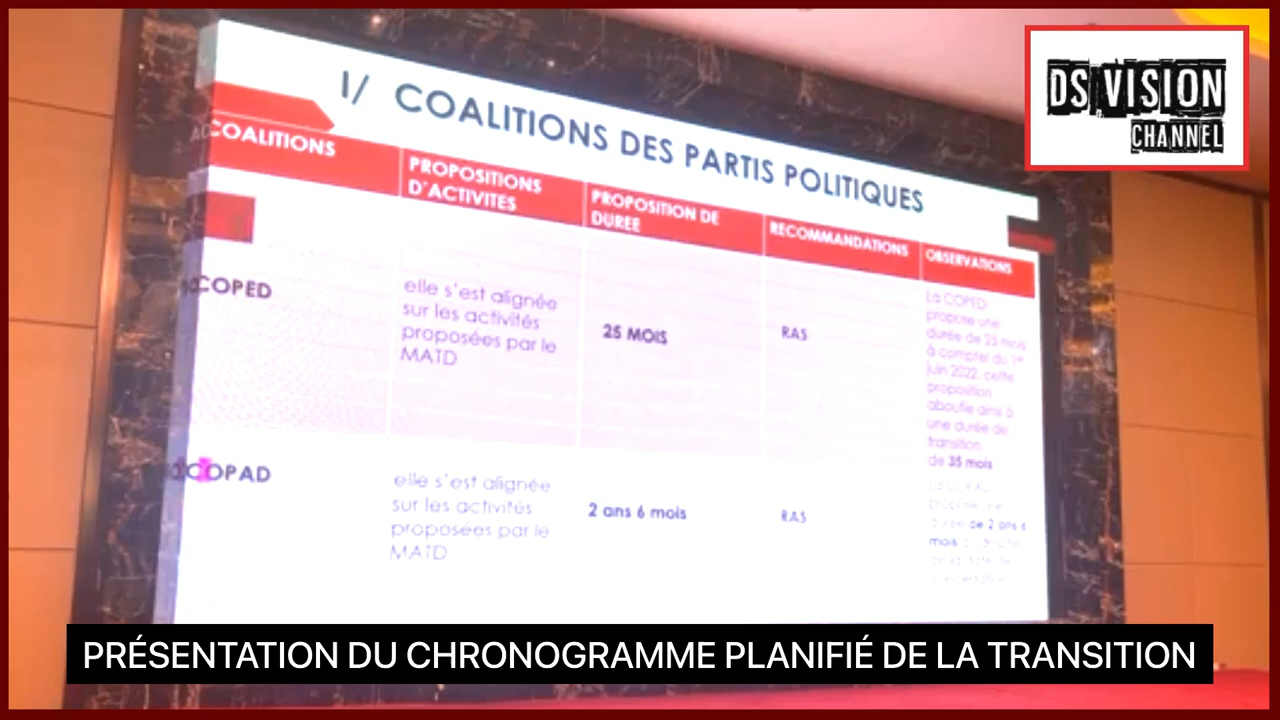 DS VISION
CHANNEL
I/ COALITIONS DES PARTIS POLITIQUES
COALITIONS
PROPOSITIONS
D'ACTIVITES
PROPOSITION DE
DUREE
RECOMMANDATIONS
OBSERVATIONS
COPED
elle s'est alignée
sur les activités
proposées par le
MATD
25 MOIS
RAS
La COPED
propose une
durée de 25 mois
à compter du 1er
juin 2022, cette
proposition
aboutie ainsi à
une durée de
transition
de 35 mois
COPAD
elle s'est alignée
sur les activités
proposées par le
MATD
2 ans 6 mois
RAS
de 2 ans 6
mois
PRÉSENTATION DU CHRONOGRAMME PLANIFIÉ DE LA TRANSITION